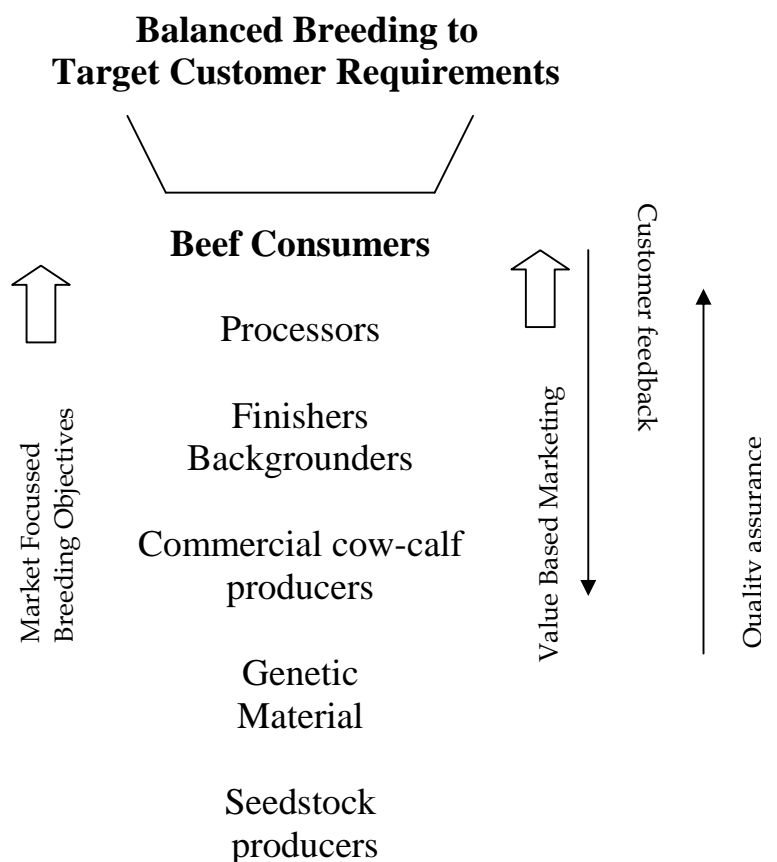 Balanced Breeding to
Target Customer Requirements
Beef Consumers
Processors
Finishers
Backgrounders
Commercial cow-calf
producers
Genetic
Material
Seedstock
producers
Market Focussed
Breeding Objectives
Value Based Marketing
Customer feedback
Quality assurance